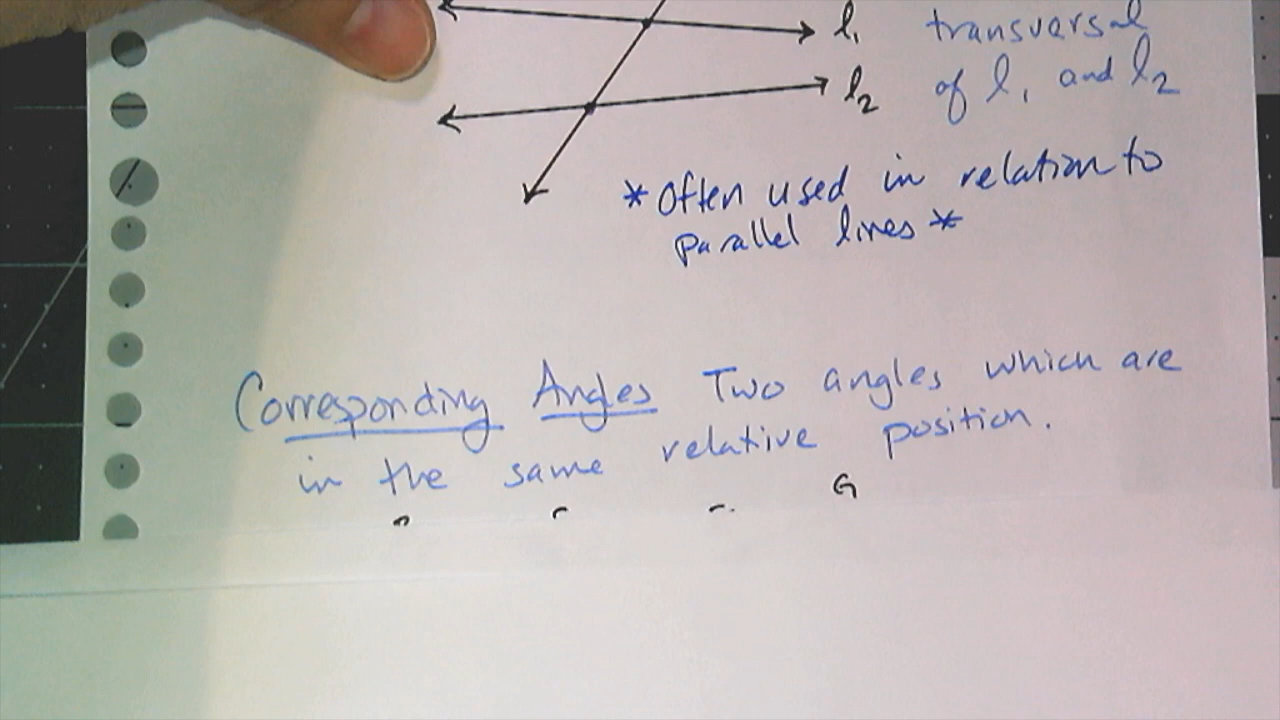 l₁ transversal
l₂ of l₁ and l₂
*Often used in relation to
parallel lines*
Corresponding Angles Two angles which are
in the same relative position.
G